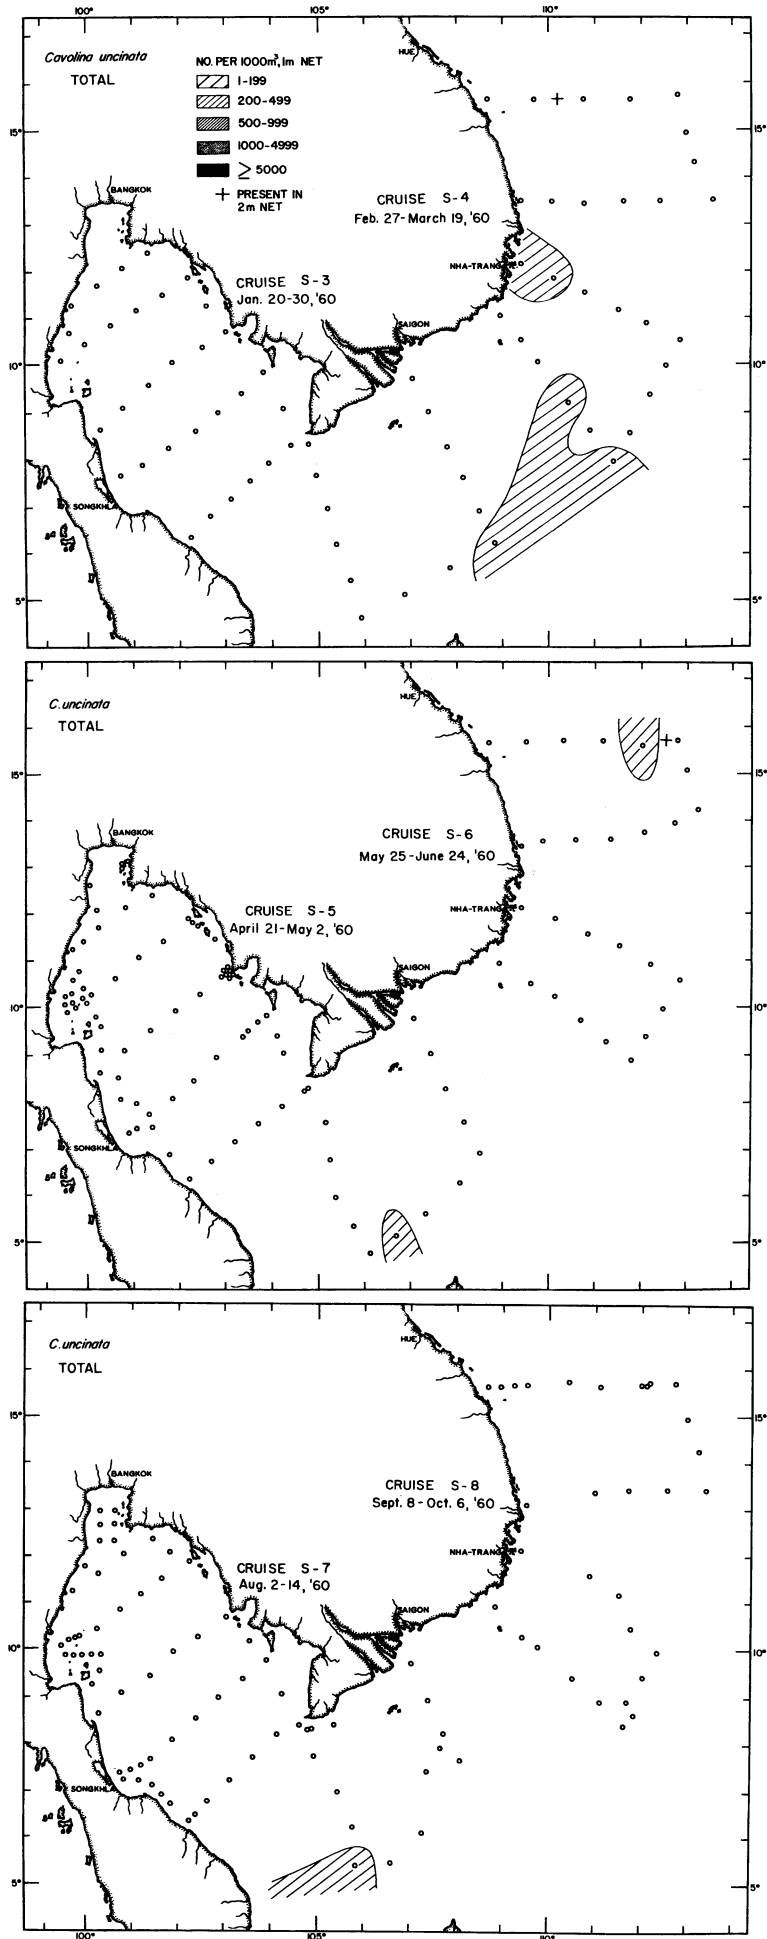 100° 105° 110°
Cavolina uncinata
TOTAL
NO. PER 1000m³, 1m NET
1-199
200-499
500-999
1000-4999
≥ 5000
+ PRESENT IN
2m NET
HUE
15° 15°
BANGKOK
CRUISE S-4
Feb. 27-March 19, '60
NHA-TRANG
CRUISE S-3
Jan. 20-30, '60
SAIGON
10° 10°
SONGKHLA
5° 5°
C. uncinata
TOTAL
HUE
15° 15°
BANGKOK
CRUISE S-6
May 25-June 24, '60
NHA-TRANG
CRUISE S-5
April 21-May 2, '60
SAIGON
10° 10°
SONGKHLA
5° 5°
C. uncinata
TOTAL
HUE
15° 15°
BANGKOK
CRUISE S-8
Sept. 8-Oct. 6, '60
NHA-TRANG
CRUISE S-7
Aug. 2-14, '60
SAIGON
10° 10°
SONGKHLA
5° 5°
100° 105° 110°